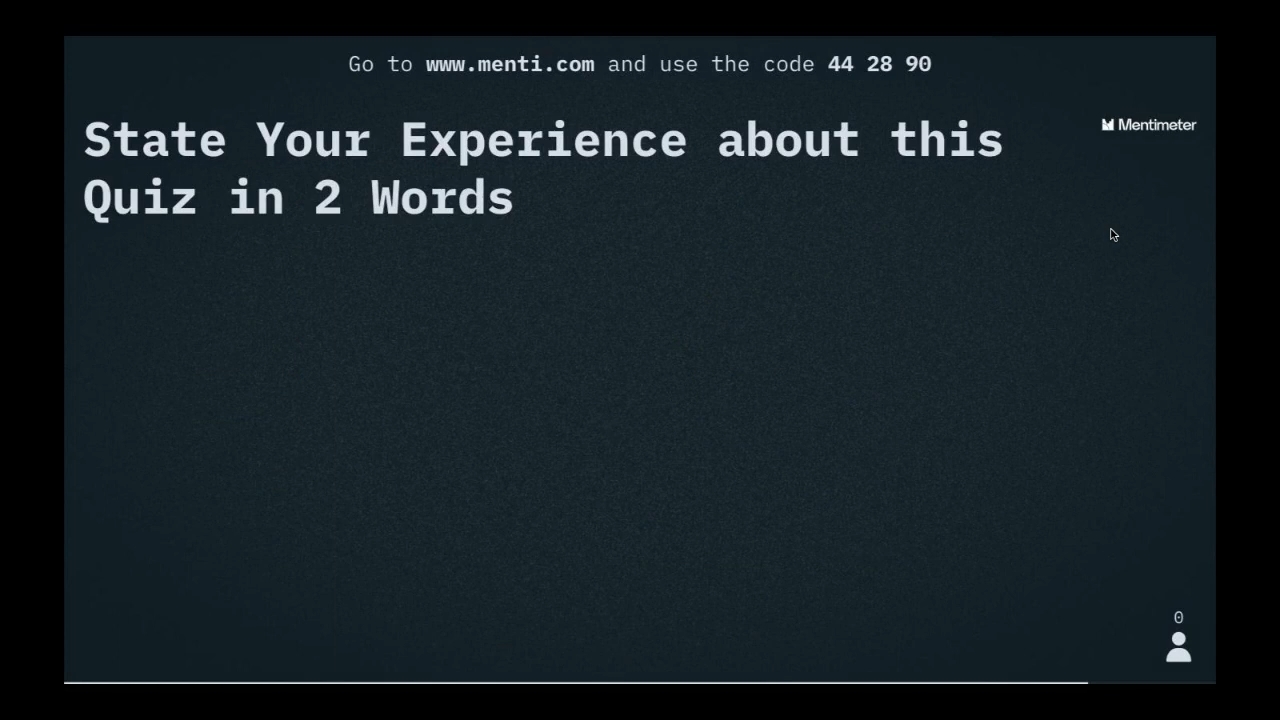 Go to www.menti.com and use the code 44 28 90
Mentimeter
State Your Experience about this
Quiz in 2 Words
0